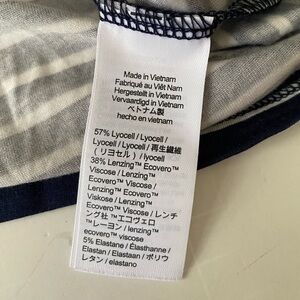 Made in Vietnam
Fabriqué au Viêt Nam
Hergestellt in Vietnam
Vervaardigd in Vietnam
ベトナム製
hecho en vietnam
57% Lyocell / Lyocell /
Lyocell / Lyocell / 再生繊維
(リヨセル) / lyocell
38% Lenzing™ Ecovero™
Viscose / Lenzing™
Ecovero™ Viscose /
Lenzing™ Ecovero™
Viskose / Lenzing™
Ecovero™ Viscose / レンチ
ング社 ™エコヴェロ
™レーヨン / lenzing™
ecovero™ viscose
5% Elastane / Élasthanne /
Elastan / Elastaan / ポリウ
レタン / elastano